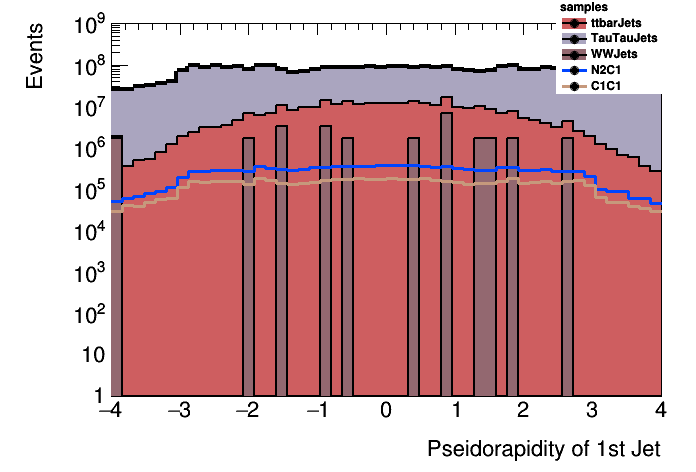 Events
samples
ttbarJets
TauTauJets
WWJets
N2C1
C1C1
10⁹
10⁸
10⁷
10⁶
10⁵
10⁴
10³
10²
10
1
−4 −3 −2 −1 0 1 2 3 4
Pseidorapidity of 1st Jet